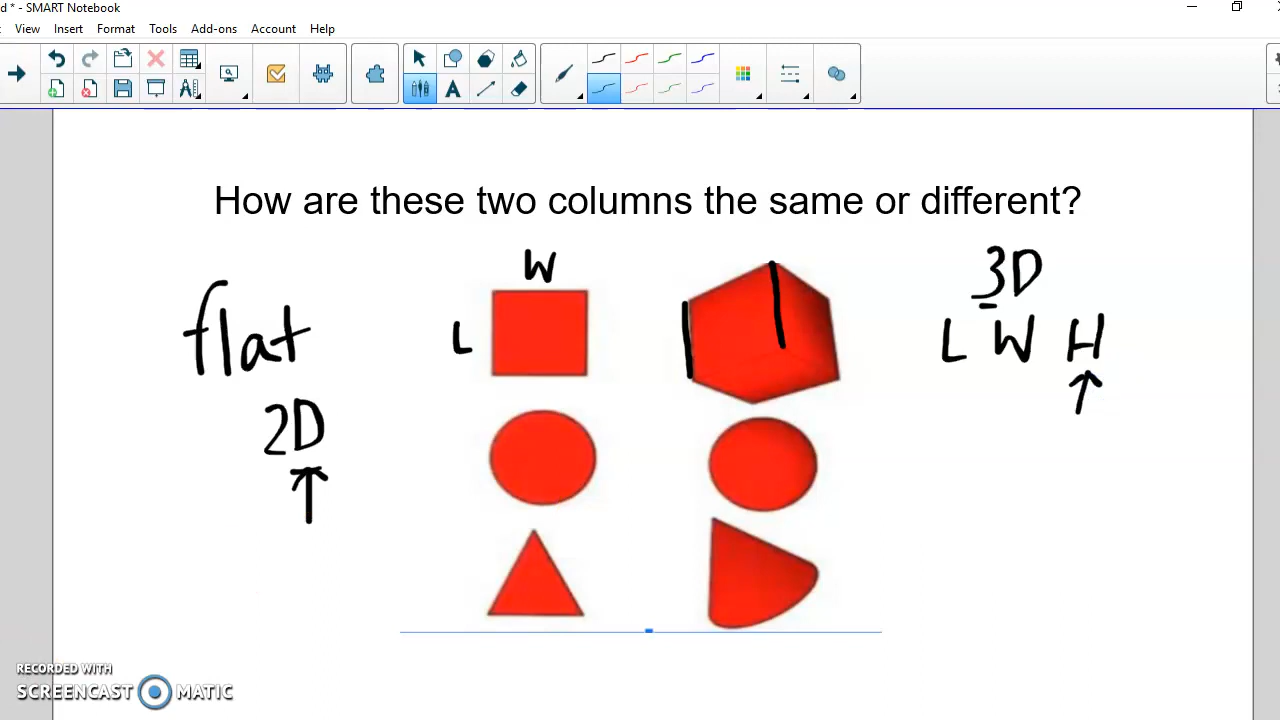 d * - SMART Notebook
View Insert Format Tools Add-ons Account Help
How are these two columns the same or different?
W
3D
flat
L
L W H
2D
RECORDED WITH
SCREENCAST MATIC